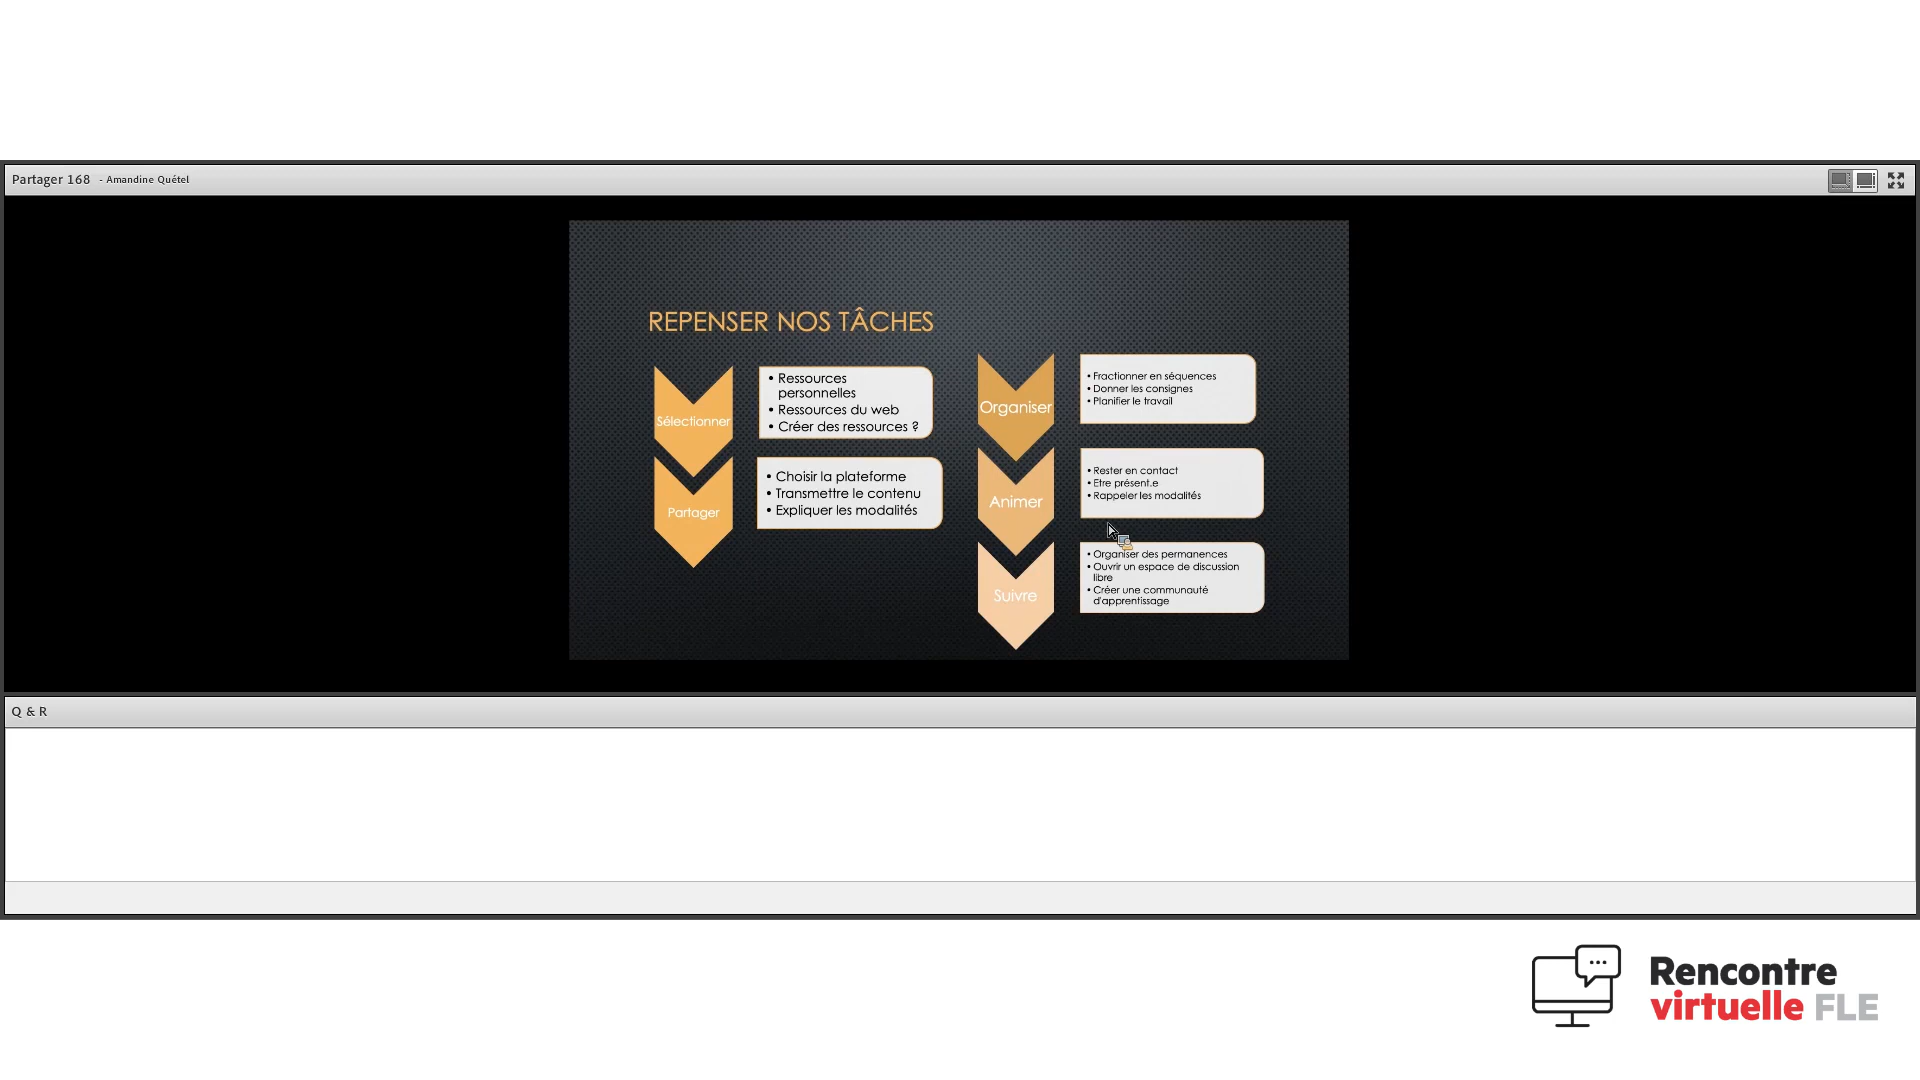 Partager 168 - Amandine Quétel
REPENSER NOS TÂCHES
Sélectionner
• Ressources
personnelles
• Ressources du web
• Créer des ressources ?
Partager
• Choisir la plateforme
• Transmettre le contenu
• Expliquer les modalités
Organiser
• Fractionner en séquences
• Donner les consignes
• Planifier le travail
Animer
• Rester en contact
• Etre présent.e
• Rappeler les modalités
Suivre
• Organiser des permanences
• Ouvrir un espace de discussion
libre
• Créer une communauté
d'apprentissage
Q & R
Rencontre
virtuelle FLE